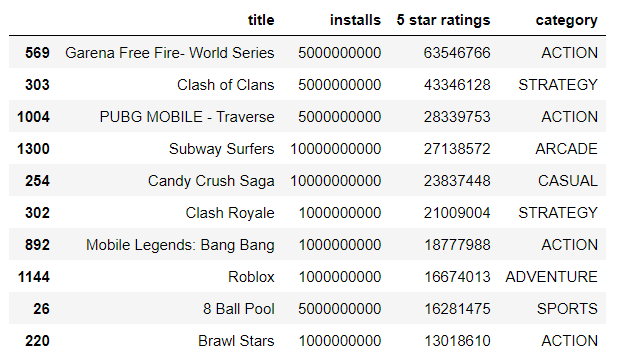 title installs 5 star ratings category
569 Garena Free Fire- World Series 5000000000 63546766 ACTION
303 Clash of Clans 5000000000 43346128 STRATEGY
1004 PUBG MOBILE - Traverse 5000000000 28339753 ACTION
1300 Subway Surfers 10000000000 27138572 ARCADE
254 Candy Crush Saga 10000000000 23837448 CASUAL
302 Clash Royale 1000000000 21009004 STRATEGY
892 Mobile Legends: Bang Bang 1000000000 18777988 ACTION
1144 Roblox 1000000000 16674013 ADVENTURE
26 8 Ball Pool 5000000000 16281475 SPORTS
220 Brawl Stars 1000000000 13018610 ACTION